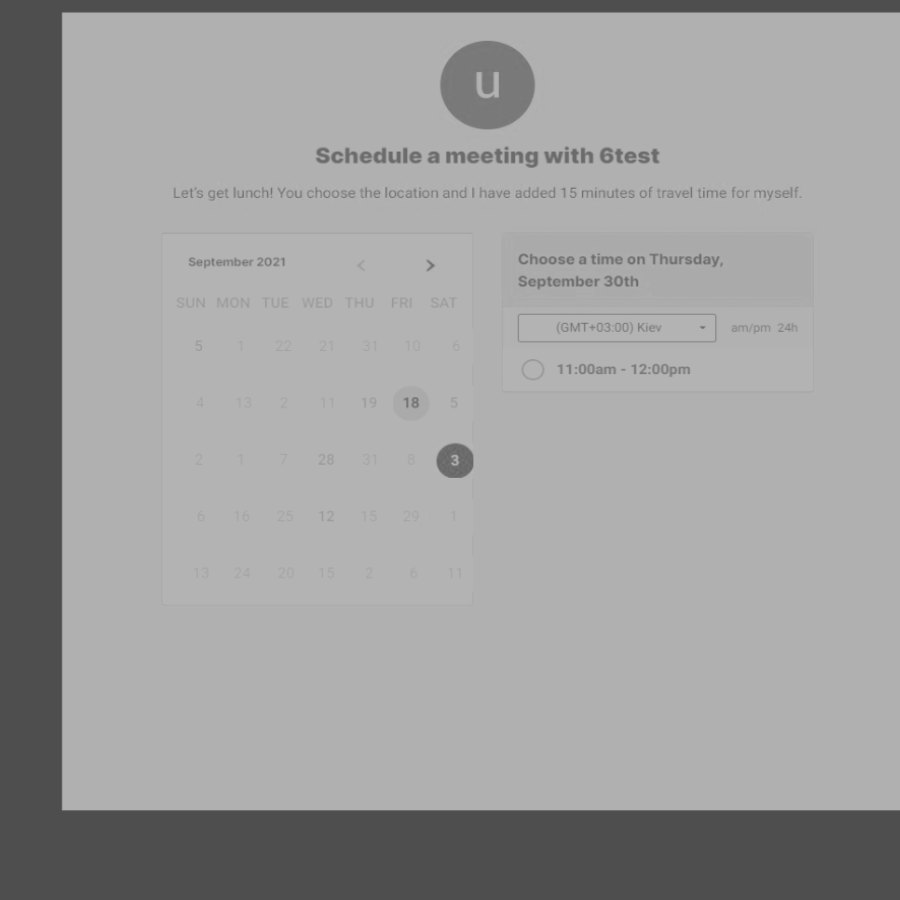 u
Schedule a meeting with 6test
Let's get lunch! You choose the location and I have added 15 minutes of travel time for myself.
September 2021 < >
SUN MON TUE WED THU FRI SAT
5 1 22 21 31 10 6
4 13 2 11 19 18 5
2 1 7 28 31 8 3
6 16 25 12 15 29 1
13 24 20 15 2 6 11
Choose a time on Thursday,
September 30th
(GMT+03:00) Kiev am/pm 24h
11:00am - 12:00pm